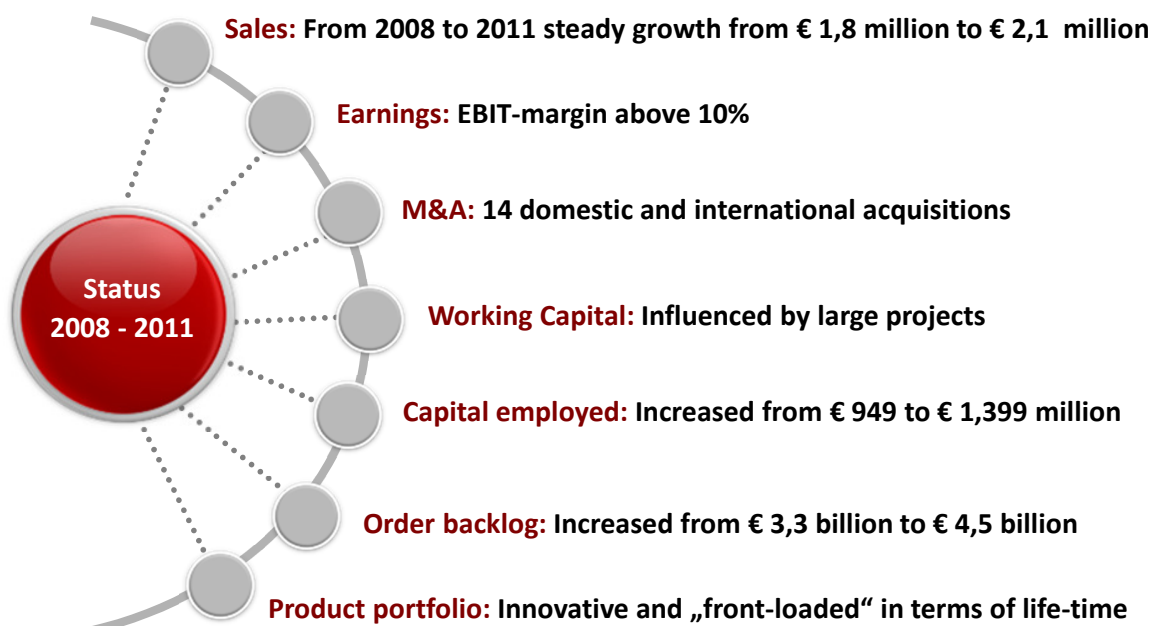 Sales: From 2008 to 2011 steady growth from € 1,8 million to € 2,1 million
Earnings: EBIT-margin above 10%
M&A: 14 domestic and international acquisitions
Status
2008 - 2011
Working Capital: Influenced by large projects
Capital employed: Increased from € 949 to € 1,399 million
Order backlog: Increased from € 3,3 billion to € 4,5 billion
Product portfolio: Innovative and „front-loaded“ in terms of life-time